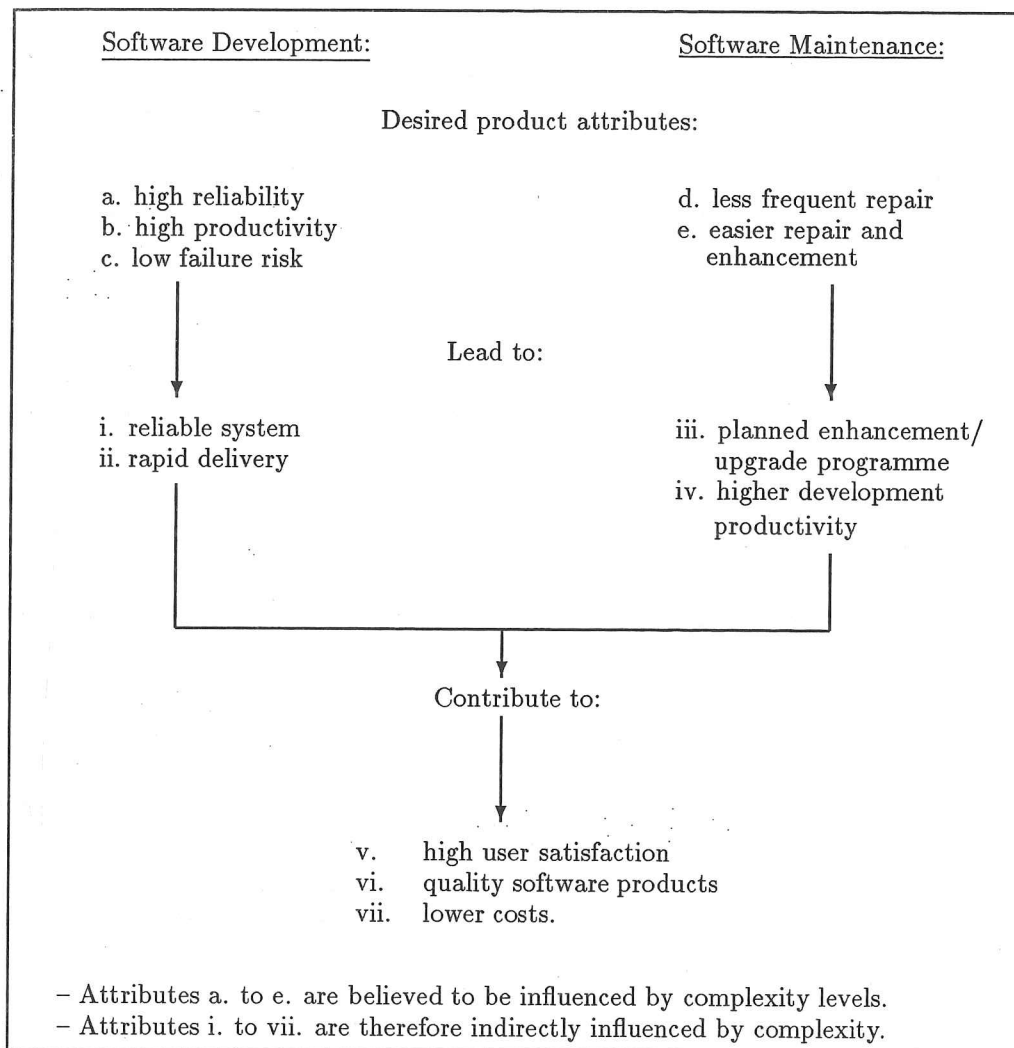 Software Development:
Software Maintenance:
Desired product attributes:
a. high reliability
b. high productivity
c. low failure risk
d. less frequent repair
e. easier repair and
enhancement
Lead to:
i. reliable system
ii. rapid delivery
iii. planned enhancement/
upgrade programme
iv. higher development
productivity
Contribute to:
v. high user satisfaction
vi. quality software products
vii. lower costs.
– Attributes a. to e. are believed to be influenced by complexity levels.
– Attributes i. to vii. are therefore indirectly influenced by complexity.